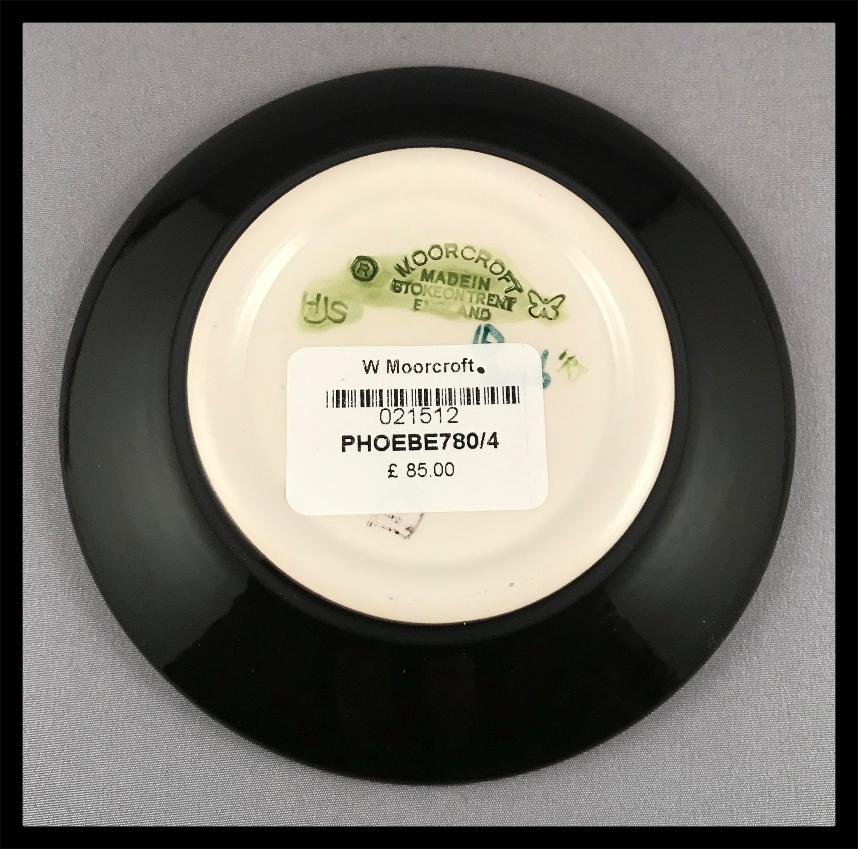 ®
MOORCROFT
MADE IN
STOKE ON TRENT
ENGLAND
HJS
W Moorcroft.
021512
PHOEBE780/4
£ 85.00